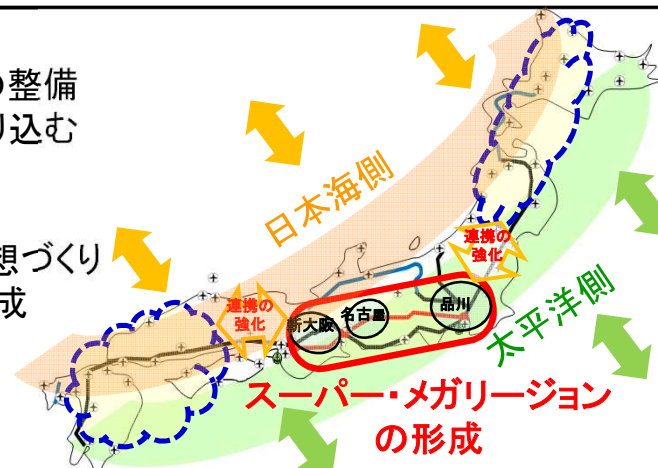 の整備
り込む
想づくり
成
日本海側
連携の
強化
連携の
強化
新大阪
名古屋
品川
太平洋側
スーパー・メガリージョン
の形成